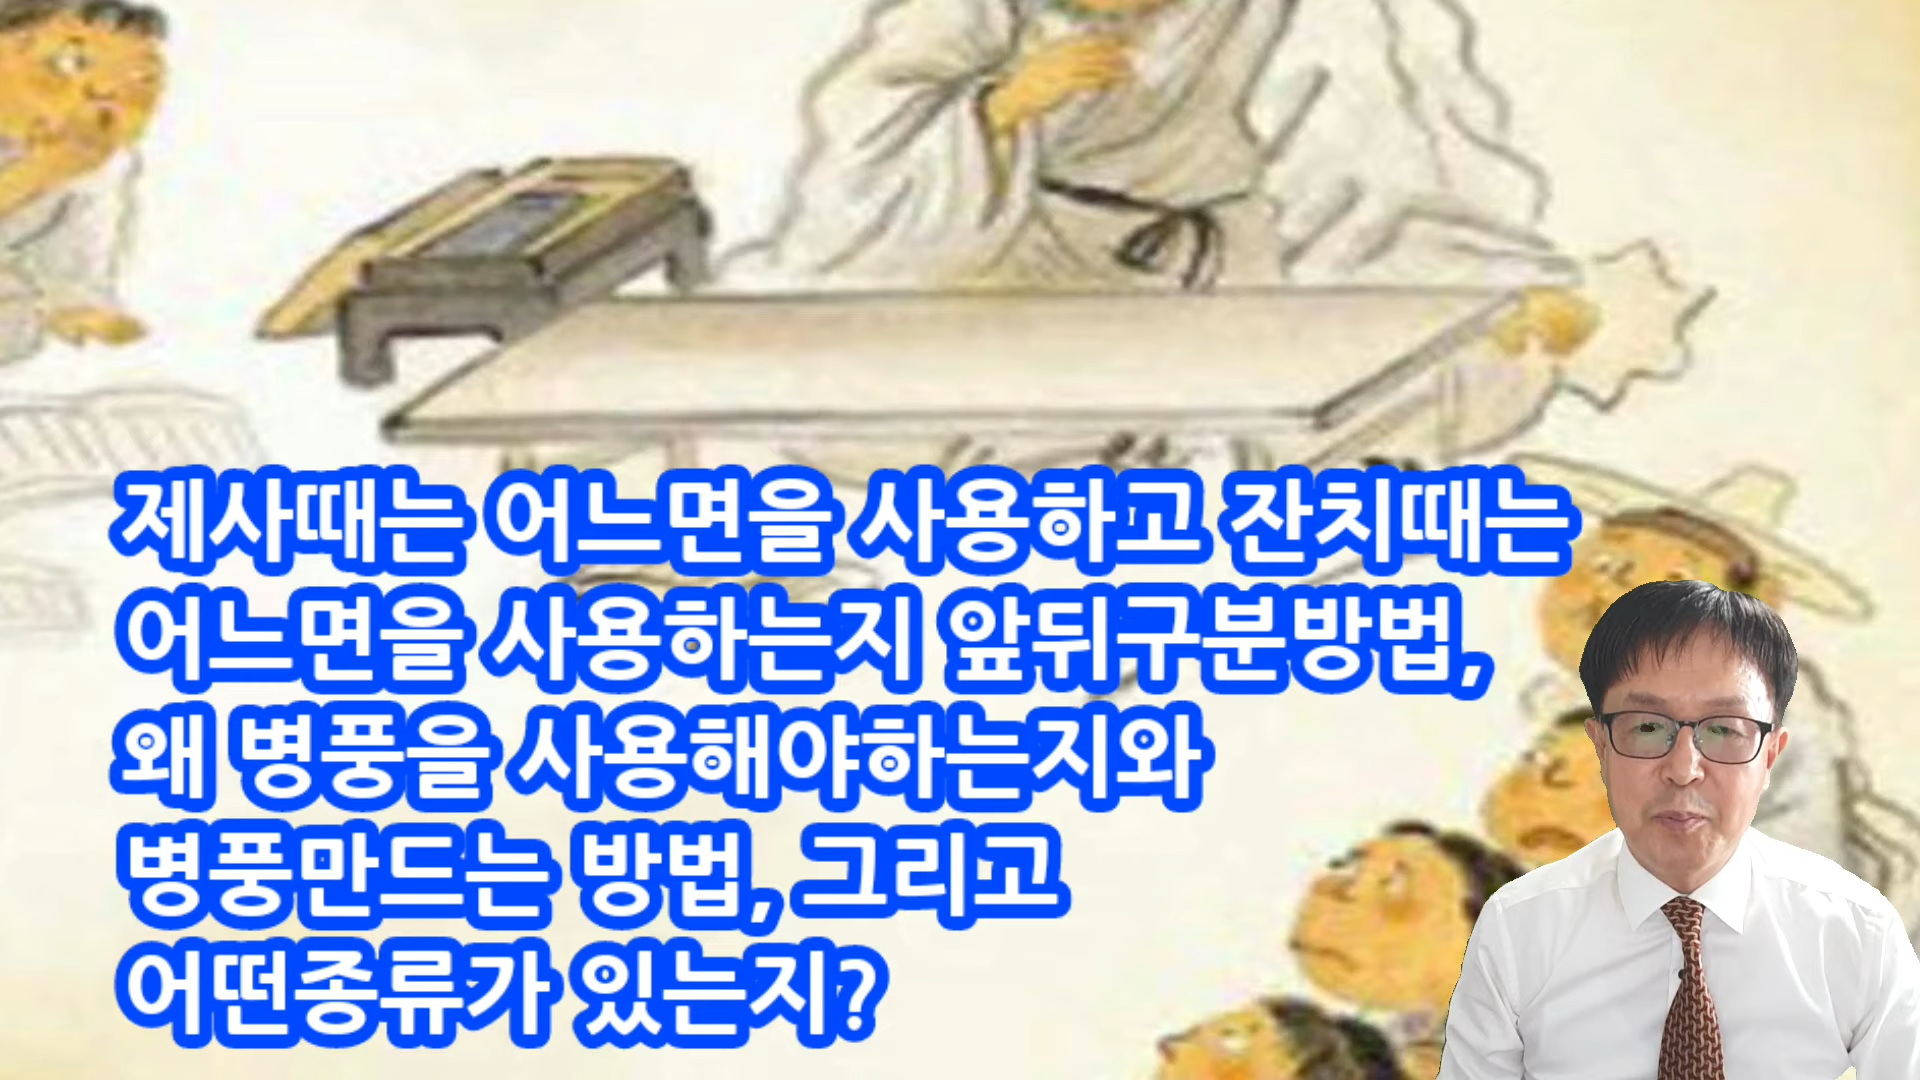 제사때는 어느면을 사용하고 잔치때는
어느면을 사용하는지 앞뒤구분방법,
왜 병풍을 사용해야하는지와
병풍만드는 방법, 그리고
어떤종류가 있는지?